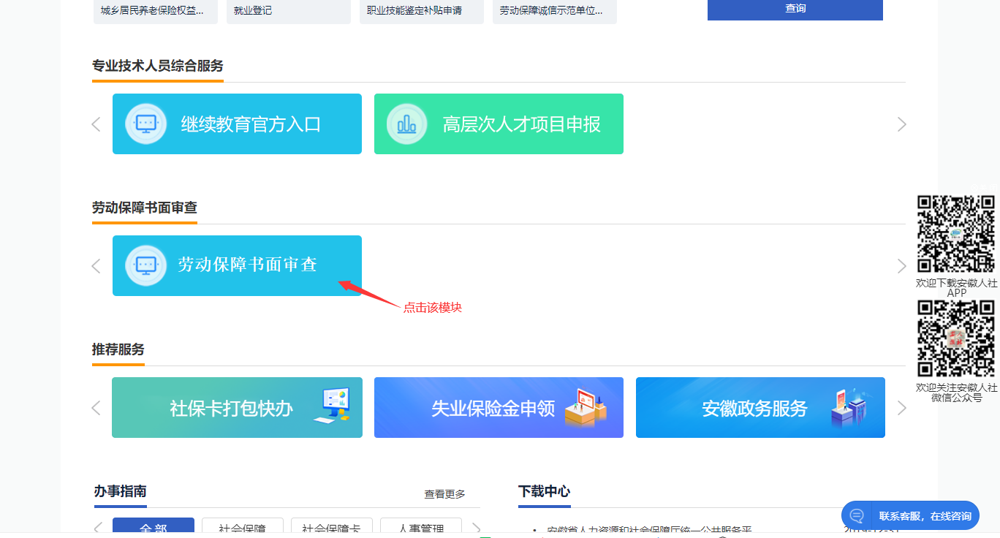 城乡居民养老保险权益...
就业登记
职业技能鉴定补贴申请
劳动保障诚信示范单位...
查询
专业技术人员综合服务
继续教育官方入口
高层次人才项目申报
劳动保障书面审查
劳动保障书面审查
点击该模块
欢迎下载安徽人社
APP
欢迎关注安徽人社
微信公众号
推荐服务
社保卡打包快办
失业保险金申领
安徽政务服务
办事指南
查看更多
下载中心
全 部
社会保障
社会保障卡
人事管理
安徽省人力资源和社会保障厅统一公共服务平
2019-12-31
联系客服，在线咨询